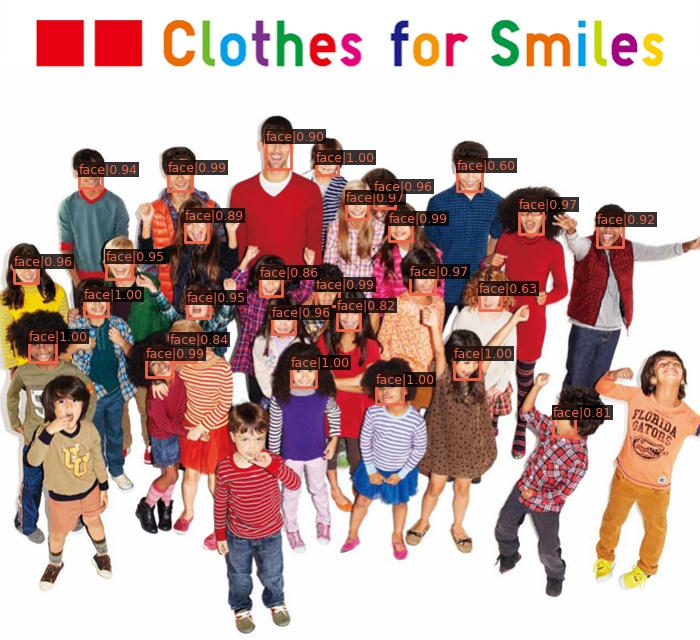 Clothes for Smiles
face|0.90
face|1.00
face|0.94
face|0.99
face|0.60
face|0.96
face|0.97
face|0.89
face|0.99
face|0.97
face|0.92
face|0.96
face|0.95
face|0.86
face|0.97
face|0.99
face|0.63
face|1.00
face|0.95
face|0.96
face|0.82
face|1.00
face|0.84
face|0.99
face|1.00
face|1.00
face|1.00
face|0.81
FLORIDA
GATORS